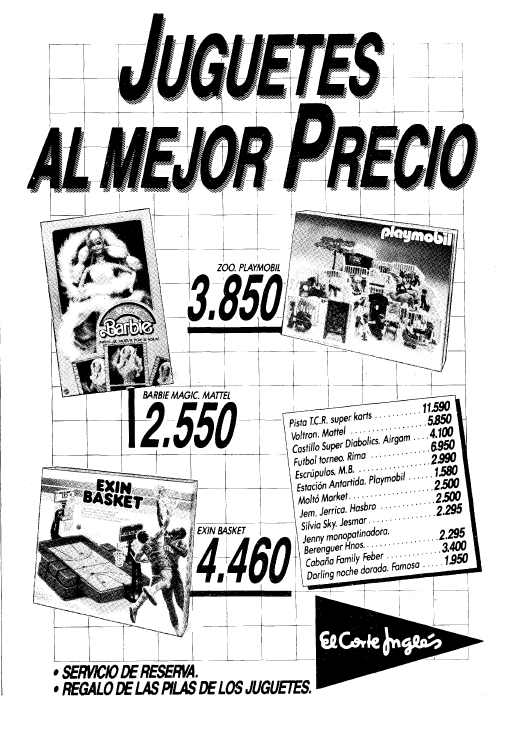 JUGUETES
AL MEJOR PRECIO
playmobil
ZOO. PLAYMOBIL
3.850
Barbie
BARBIE MAGIC. MATTEL
2.550
Pista T.C.R. super karts ........... 11.590
Voltron. Mattel .................... 5.850
Castillo Super Diabolics. Airgam .... 4.100
Futbol torneo. Rima ................ 6.950
Escrúpulos. M.B. ................... 2.990
Estación Antartida. Playmobil ...... 1.580
Moltó Market ....................... 2.500
Jem, Jerrica. Hasbro ............... 2.500
Silvia Sky. Jesmar ................. 2.295
Jenny monopatinadora.
Berenguer Hnos. .................... 2.295
Cabaña Family Feber ................ 3.400
Darling noche dorada. Famosa ..... 1.950
EXIN
BASKET
EXIN BASKET
4.460
El Corte Inglés
• SERVICIO DE RESERVA.
• REGALO DE LAS PILAS DE LOS JUGUETES.